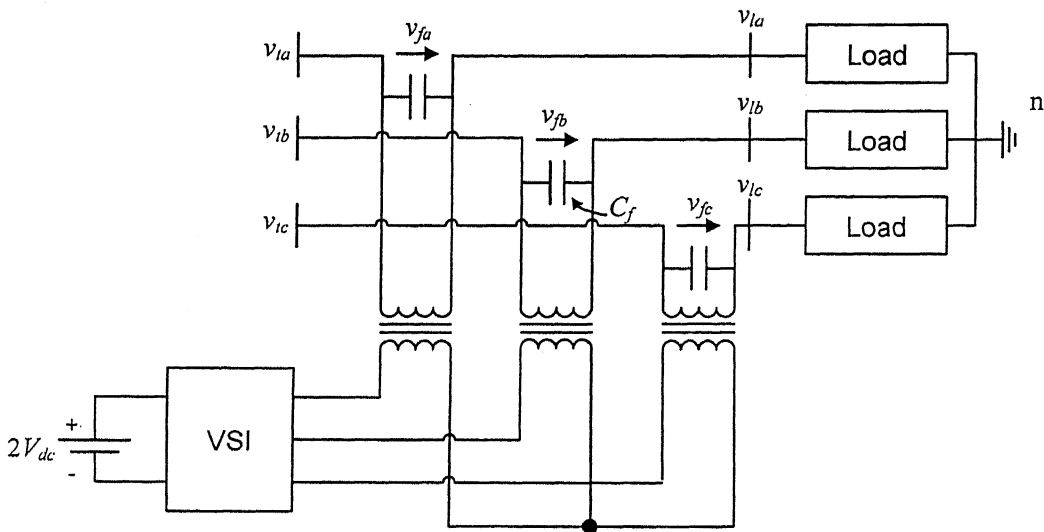 v_ta
v_fa
v_la
Load
v_tb
v_fb
v_lb
Load
n
v_tc
C_f
v_fc
v_lc
Load
2V_dc
+
-
VSI